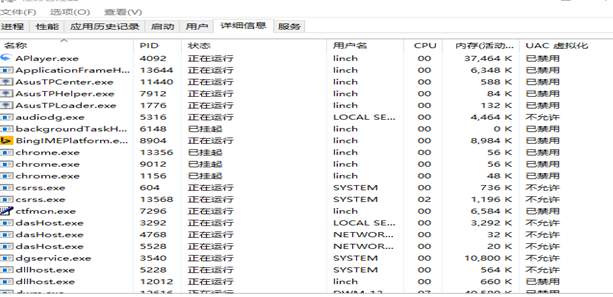 文件(F) 选项(O) 查看(V)
进程 性能 应用历史记录 启动 用户 详细信息 服务
名称 PID 状态 用户名 CPU 内存(活动... UAC 虚拟化
APlayer.exe 4092 正在运行 linch 00 37,464 K 已禁用
ApplicationFrameH... 13644 正在运行 linch 00 6,348 K 已禁用
AsusTPCenter.exe 11440 正在运行 linch 00 588 K 已禁用
AsusTPHelper.exe 7912 正在运行 linch 00 84 K 已禁用
AsusTPLoader.exe 1776 正在运行 linch 00 132 K 已禁用
audiodg.exe 5316 正在运行 LOCAL SE... 00 4,464 K 不允许
backgroundTaskH... 6148 已挂起 linch 00 0 K 已禁用
BingIMEPlatform.e... 8904 正在运行 linch 00 8,984 K 已禁用
chrome.exe 13356 已挂起 linch 00 56 K 已禁用
chrome.exe 9012 已挂起 linch 00 56 K 已禁用
chrome.exe 1156 已挂起 linch 00 48 K 已禁用
csrss.exe 604 正在运行 SYSTEM 00 736 K 不允许
csrss.exe 13568 正在运行 SYSTEM 02 1,196 K 不允许
ctfmon.exe 7296 正在运行 linch 00 6,584 K 已禁用
dasHost.exe 3292 正在运行 LOCAL SE... 00 3,292 K 不允许
dasHost.exe 4768 正在运行 NETWOR... 00 32 K 不允许
dasHost.exe 5528 正在运行 NETWOR... 00 20 K 不允许
dgservice.exe 3540 正在运行 SYSTEM 00 10,800 K 不允许
dllhost.exe 5228 正在运行 SYSTEM 00 564 K 不允许
dllhost.exe 12012 正在运行 linch 00 660 K 已禁用